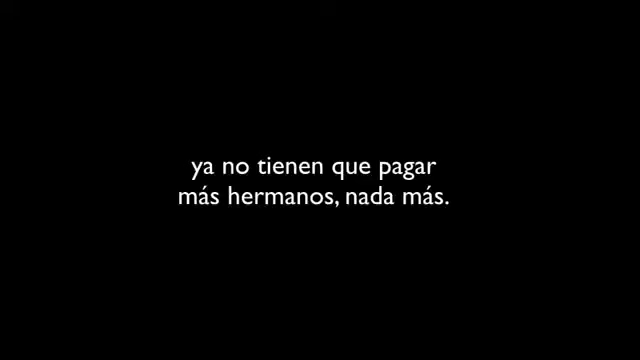 ya no tienen que pagar
más hermanos, nada más.